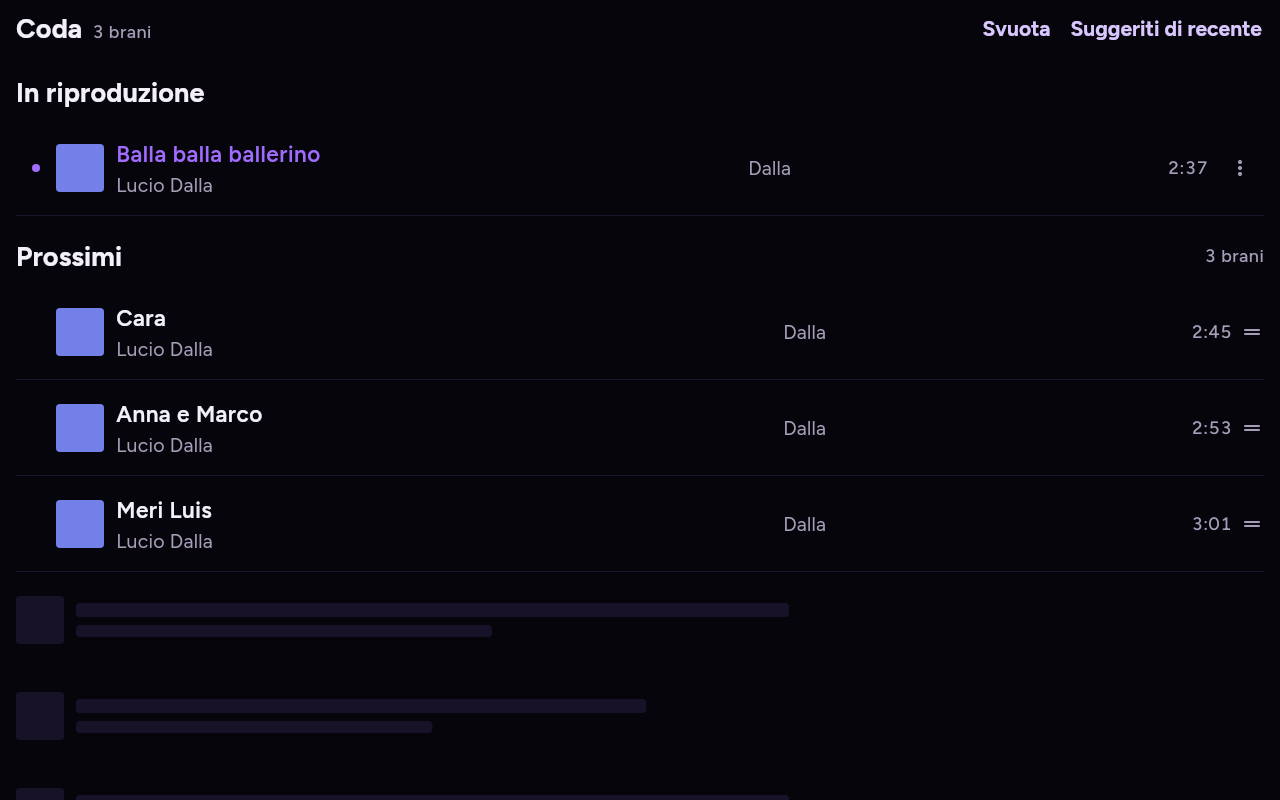 Coda 3 brani Svuota Suggeriti di recente
In riproduzione
Balla balla ballerino
Lucio Dalla
Dalla
2:37
Prossimi 3 brani
Cara
Lucio Dalla
Dalla
2:45
Anna e Marco
Lucio Dalla
Dalla
2:53
Meri Luis
Lucio Dalla
Dalla
3:01